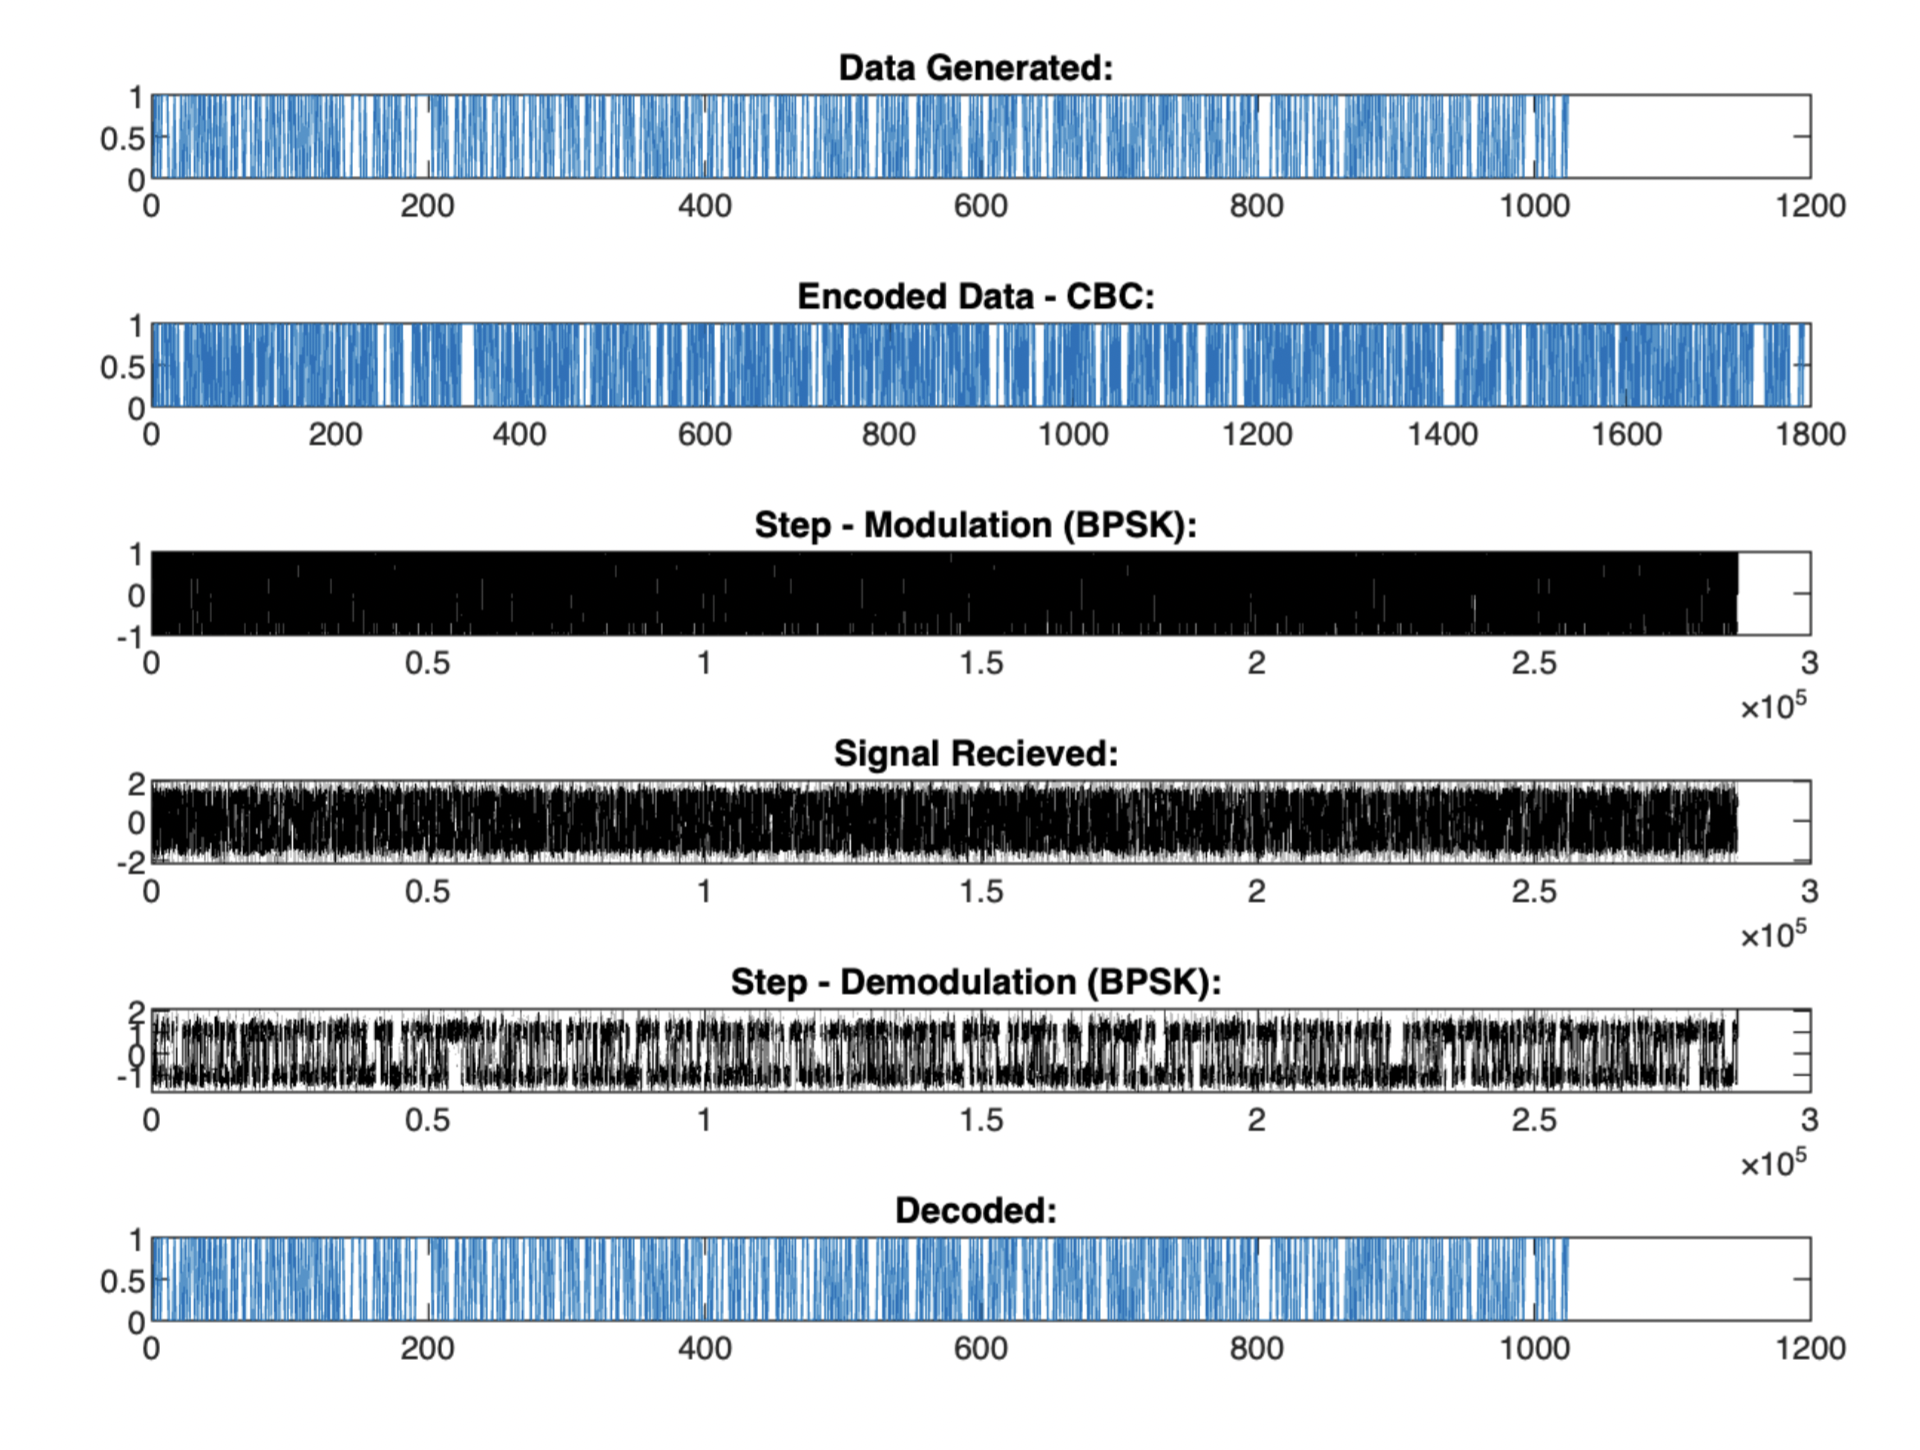 Data Generated:
1
0.5
0
0 200 400 600 800 1000 1200
Encoded Data - CBC:
1
0.5
0
0 200 400 600 800 1000 1200 1400 1600 1800
Step - Modulation (BPSK):
1
0
-1
0 0.5 1 1.5 2 2.5 3
×10⁵
Signal Recieved:
2
0
-2
0 0.5 1 1.5 2 2.5 3
×10⁵
Step - Demodulation (BPSK):
2
1
0
-1
0 0.5 1 1.5 2 2.5 3
×10⁵
Decoded:
1
0.5
0
0 200 400 600 800 1000 1200